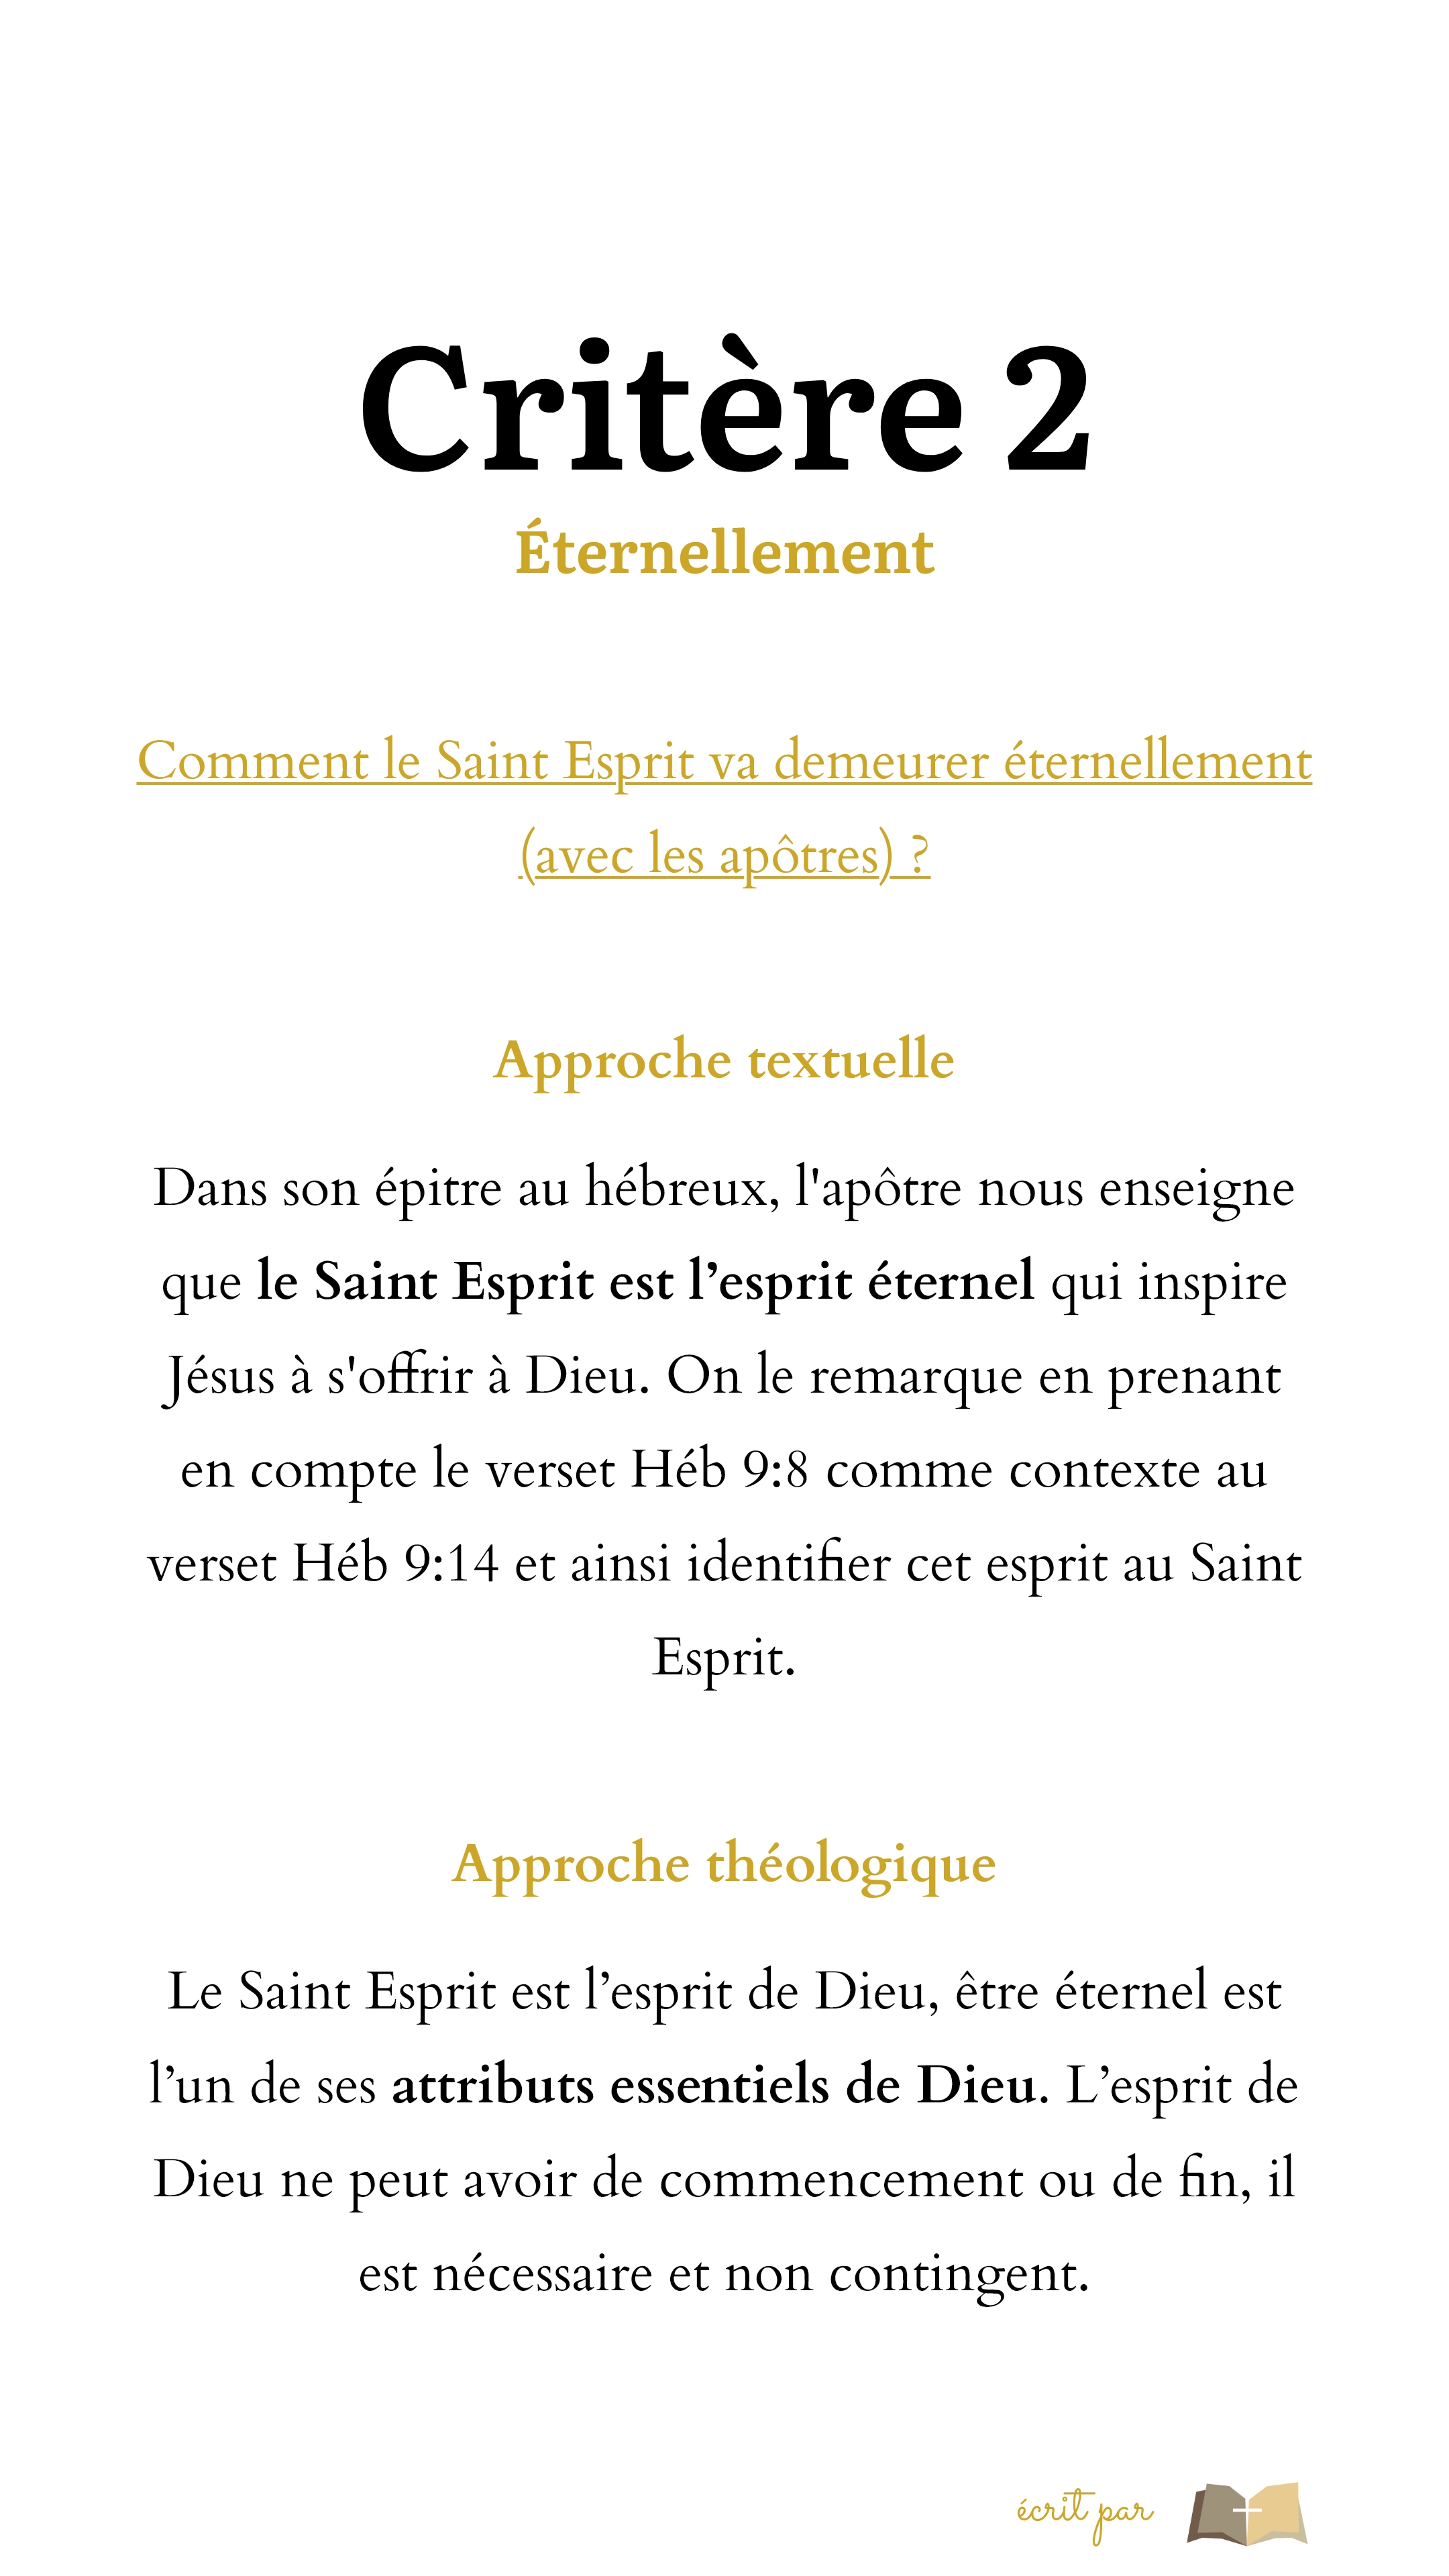 Critère 2
Éternellement
Comment le Saint Esprit va demeurer éternellement
(avec les apôtres) ?
Approche textuelle
Dans son épitre au hébreux, l'apôtre nous enseigne
que le Saint Esprit est l’esprit éternel qui inspire
Jésus à s'offrir à Dieu. On le remarque en prenant
en compte le verset Héb 9:8 comme contexte au
verset Héb 9:14 et ainsi identifier cet esprit au Saint
Esprit.
Approche théologique
Le Saint Esprit est l’esprit de Dieu, être éternel est
l’un de ses attributs essentiels de Dieu. L’esprit de
Dieu ne peut avoir de commencement ou de fin, il
est nécessaire et non contingent.
écrit par